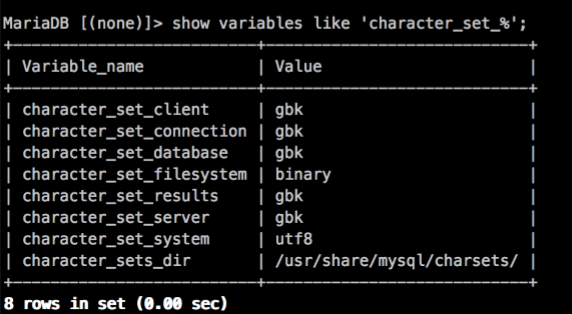 MariaDB [(none)]> show variables like 'character_set_%';
+--------------------------+----------------------------+
| Variable_name            | Value                      |
+--------------------------+----------------------------+
| character_set_client     | gbk                        |
| character_set_connection | gbk                        |
| character_set_database   | gbk                        |
| character_set_filesystem | binary                     |
| character_set_results    | gbk                        |
| character_set_server     | gbk                        |
| character_set_system     | utf8                       |
| character_sets_dir       | /usr/share/mysql/charsets/ |
+--------------------------+----------------------------+
8 rows in set (0.00 sec)